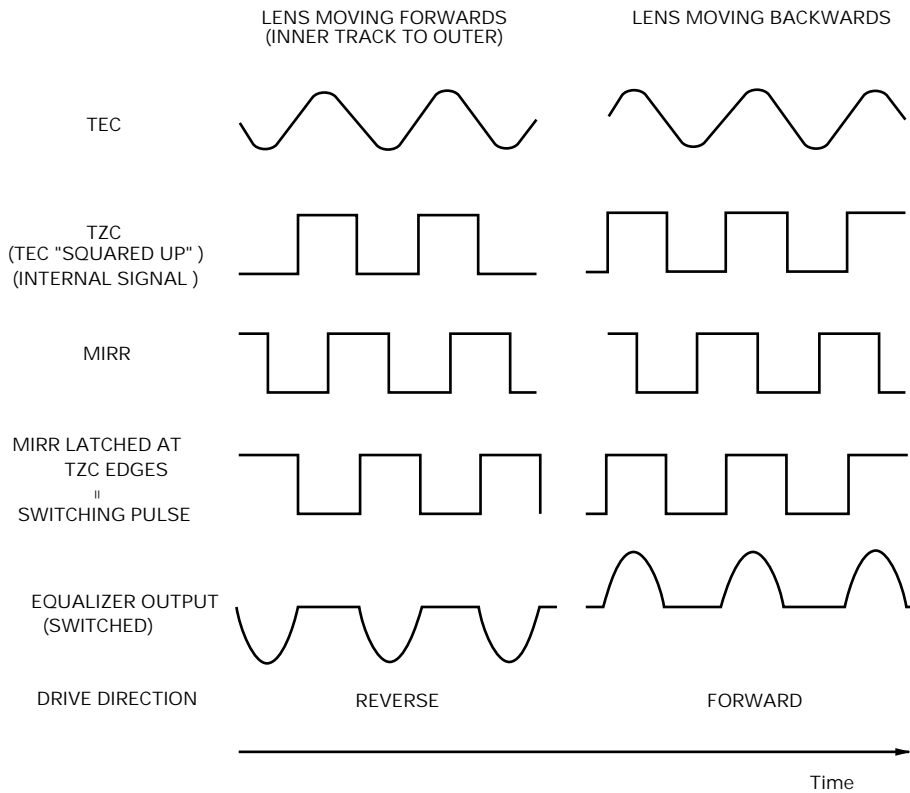 LENS MOVING FORWARDS
(INNER TRACK TO OUTER)
LENS MOVING BACKWARDS
TEC
TZC
(TEC "SQUARED UP" )
(INTERNAL SIGNAL )
MIRR
MIRR LATCHED AT
TZC EDGES
=
SWITCHING PULSE
EQUALIZER OUTPUT
(SWITCHED)
DRIVE DIRECTION
REVERSE
FORWARD
Time